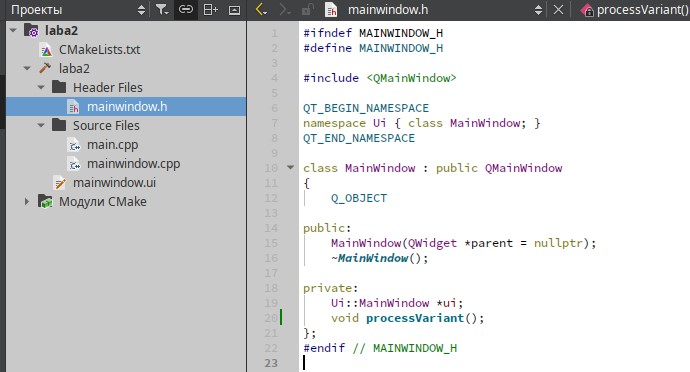 Проекты
mainwindow.h
processVariant()
laba2
CMakeLists.txt
laba2
Header Files
mainwindow.h
Source Files
main.cpp
mainwindow.cpp
mainwindow.ui
Модули CMake
1 #ifndef MAINWINDOW_H
2 #define MAINWINDOW_H
3
4 #include <QMainWindow>
5
6 QT_BEGIN_NAMESPACE
7 namespace Ui { class MainWindow; }
8 QT_END_NAMESPACE
9
10 class MainWindow : public QMainWindow
11 {
12     Q_OBJECT
13
14 public:
15     MainWindow(QWidget *parent = nullptr);
16     ~MainWindow();
17
18 private:
19     Ui::MainWindow *ui;
20     void processVariant();
21 };
22 #endif // MAINWINDOW_H
23